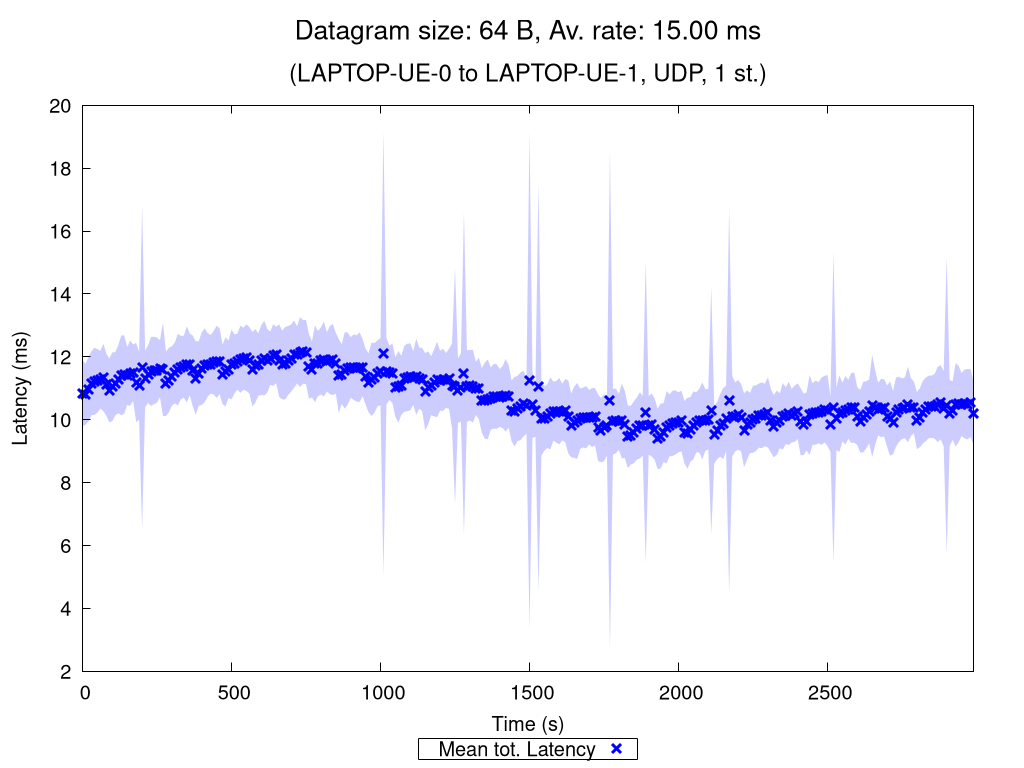 Datagram size: 64 B, Av. rate: 15.00 ms
(LAPTOP-UE-0 to LAPTOP-UE-1, UDP, 1 st.)
20
18
16
14
12
10
8
6
4
2
Latency (ms)
0 500 1000 1500 2000 2500
Time (s)
Mean tot. Latency